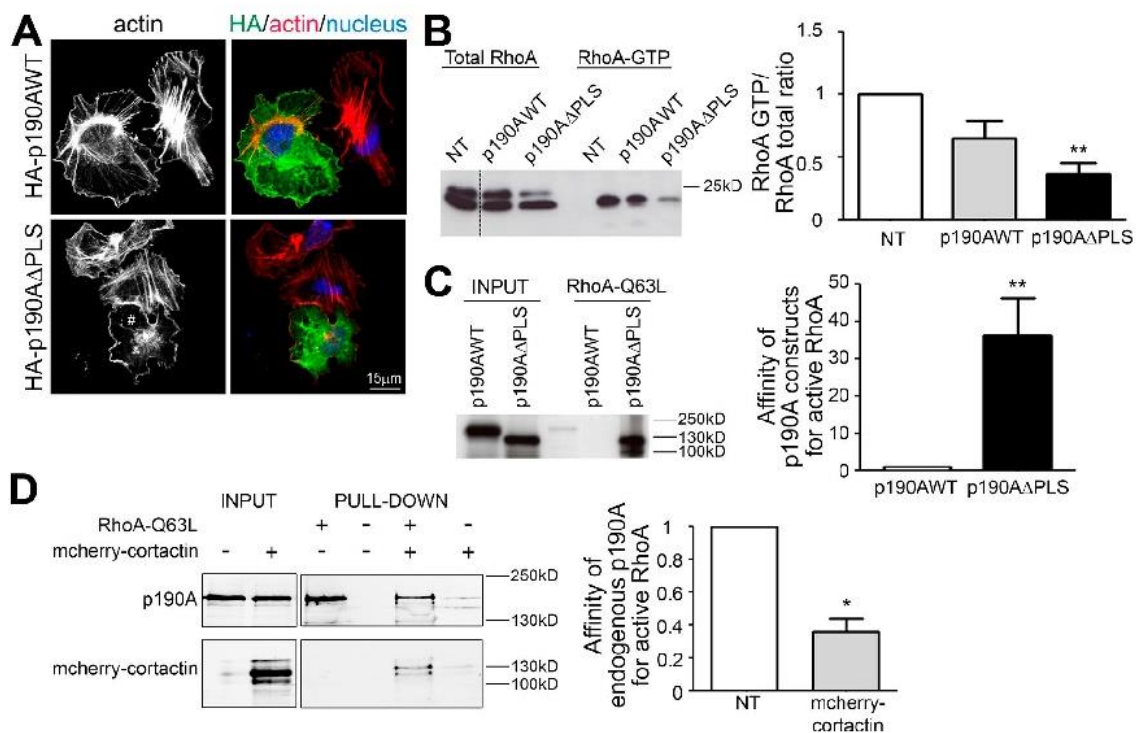 A
actin
HA/actin/nucleus
HA-p190AWT
HA-p190AΔPLS
#
15μm
B
Total RhoA
RhoA-GTP
NT
p190AWT
p190AΔPLS
NT
p190AWT
p190AΔPLS
25kD
RhoA GTP/
RhoA total ratio
1.5
1
0.5
0
**
NT
p190AWT
p190AΔPLS
C
INPUT
RhoA-Q63L
p190AWT
p190AΔPLS
p190AWT
p190AΔPLS
250kD
130kD
100kD
Affinity of
p190A constructs
for active RhoA
50
40
30
20
10
0
**
p190AWT
p190AΔPLS
D
INPUT
PULL-DOWN
RhoA-Q63L
+ - + -
mcherry-cortactin
- + - - + +
p190A
250kD
130kD
mcherry-cortactin
130kD
100kD
Affinity of
endogenous p190A
for active RhoA
1
0.8
0.6
0.4
0.2
0
*
NT
mcherry-
cortactin